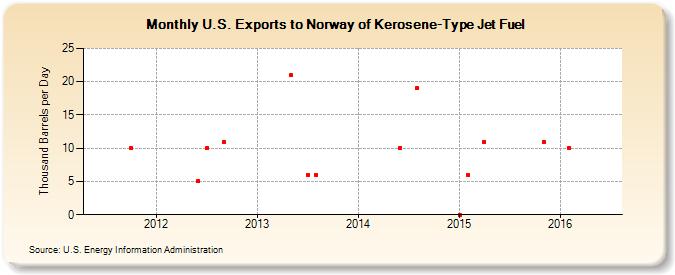 Monthly U.S. Exports to Norway of Kerosene-Type Jet Fuel
Thousand Barrels per Day
25
20
15
10
5
0
2012 2013 2014 2015 2016
Source: U.S. Energy Information Administration